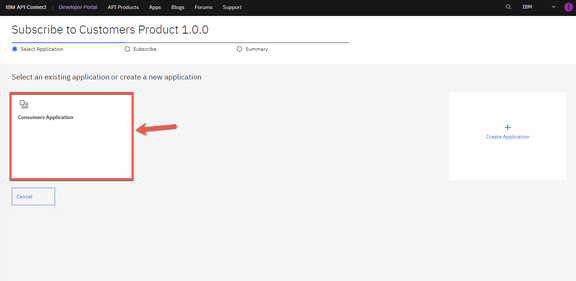 IBM API Connect Developer Portal API Products Apps Blogs Forums Support IBM
Subscribe to Customers Product 1.0.0
Select Application Subscribe Summary
Select an existing application or create a new application
Consumers Application
Create Application
Cancel